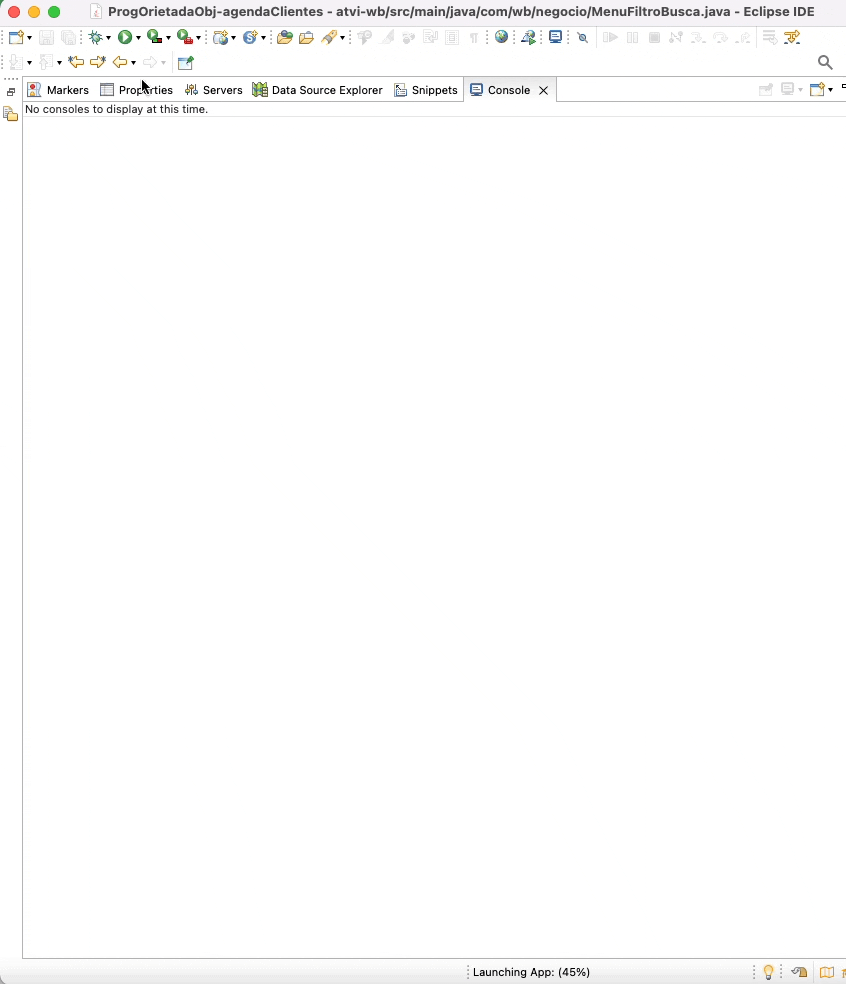 ProgOrietadaObj-agendaClientes - atvi-wb/src/main/java/com/wb/negocio/MenuFiltroBusca.java - Eclipse IDE
Markers Properties Servers Data Source Explorer Snippets Console
No consoles to display at this time.
Launching App: (45%)